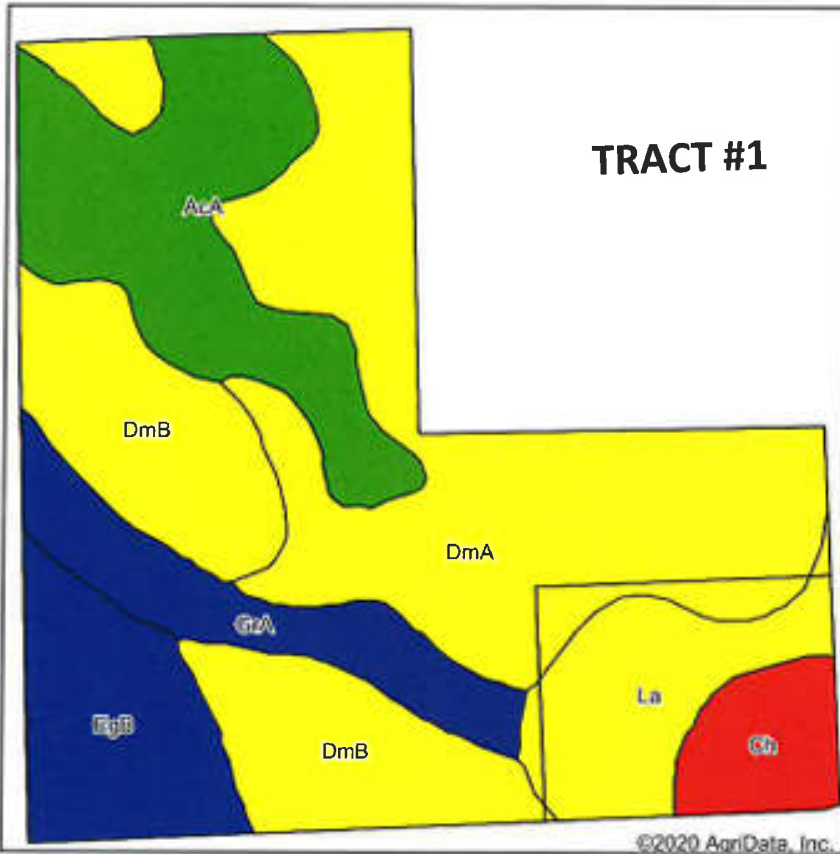 TRACT #1
AcA
DmB
DmA
GrA
La
EgB
DmB
Ch
©2020 AgriData, Inc.